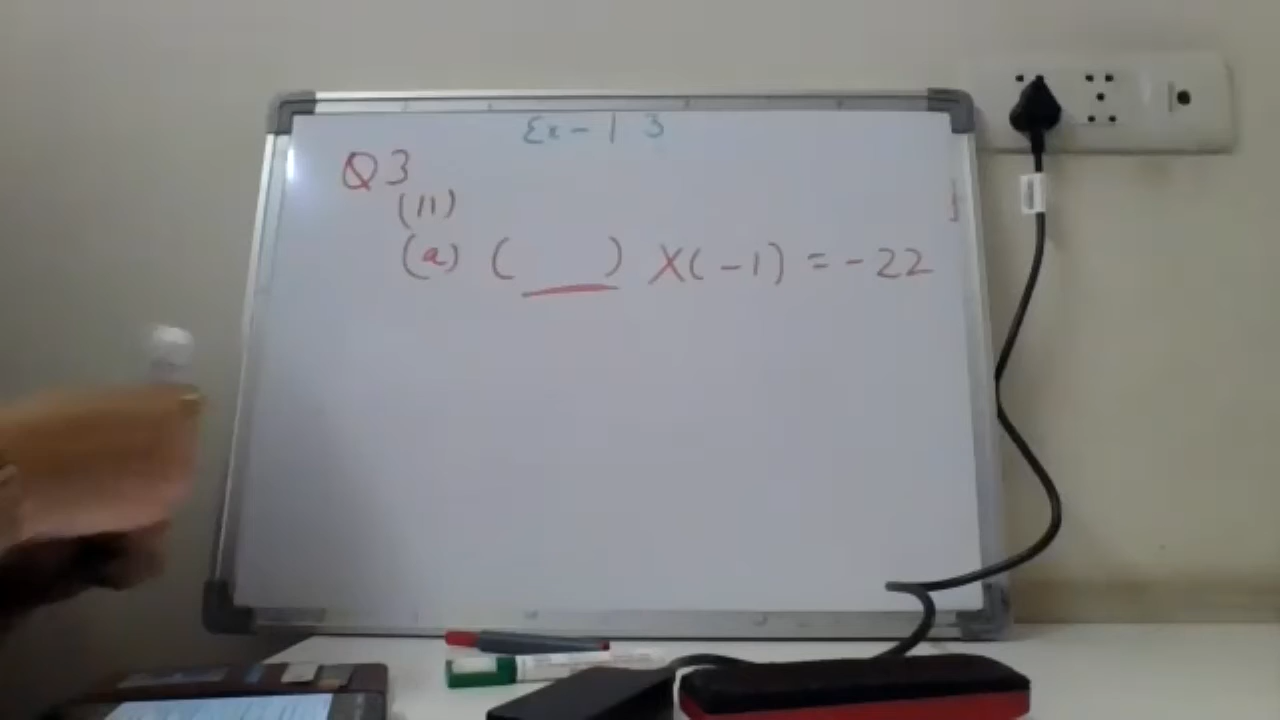 Ex - 1 3
Q3
(11)
(a) ( ___ ) X(-1) = -22